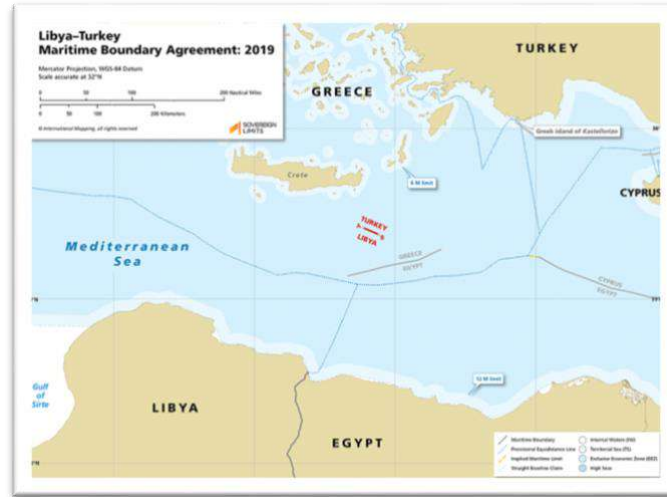 Libya–Turkey
Maritime Boundary Agreement: 2019
Mercator Projection, WGS-84 Datum
Scale accurate at 32°N
0 50 100 200 Nautical Miles
0 50 100 200 Kilometers
© International Mapping, all rights reserved
SOVEREIGN
LIMITS
TURKEY
GREECE
Greek island of Kastellorizo
Crete
6 M limit
CYPRUS
TURKEY
LIBYA
Mediterranean
Sea
GREECE
EGYPT
CYPRUS
EGYPT
12 M limit
Gulf
of
Sirte
LIBYA
EGYPT
Maritime Boundary
Provisional Equidistance Line
Implied Maritime Limit
Straight Baseline Claim
Internal Waters
Territorial Sea (TS)
Exclusive Economic Zone (EEZ)
High Seas